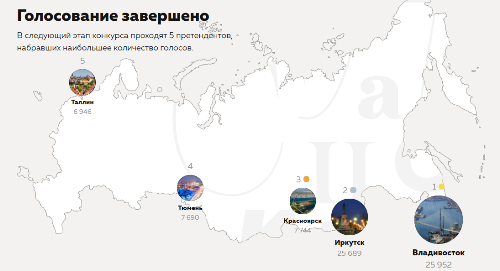 Голосование завершено
В следующий этап конкурса проходят 5 претендентов,
набравших наибольшее количество голосов.
5
Таллин
6 946
4
Тюмень
7 690
3
Красноярск
7 744
2
Иркутск
25 689
1
Владивосток
25 952